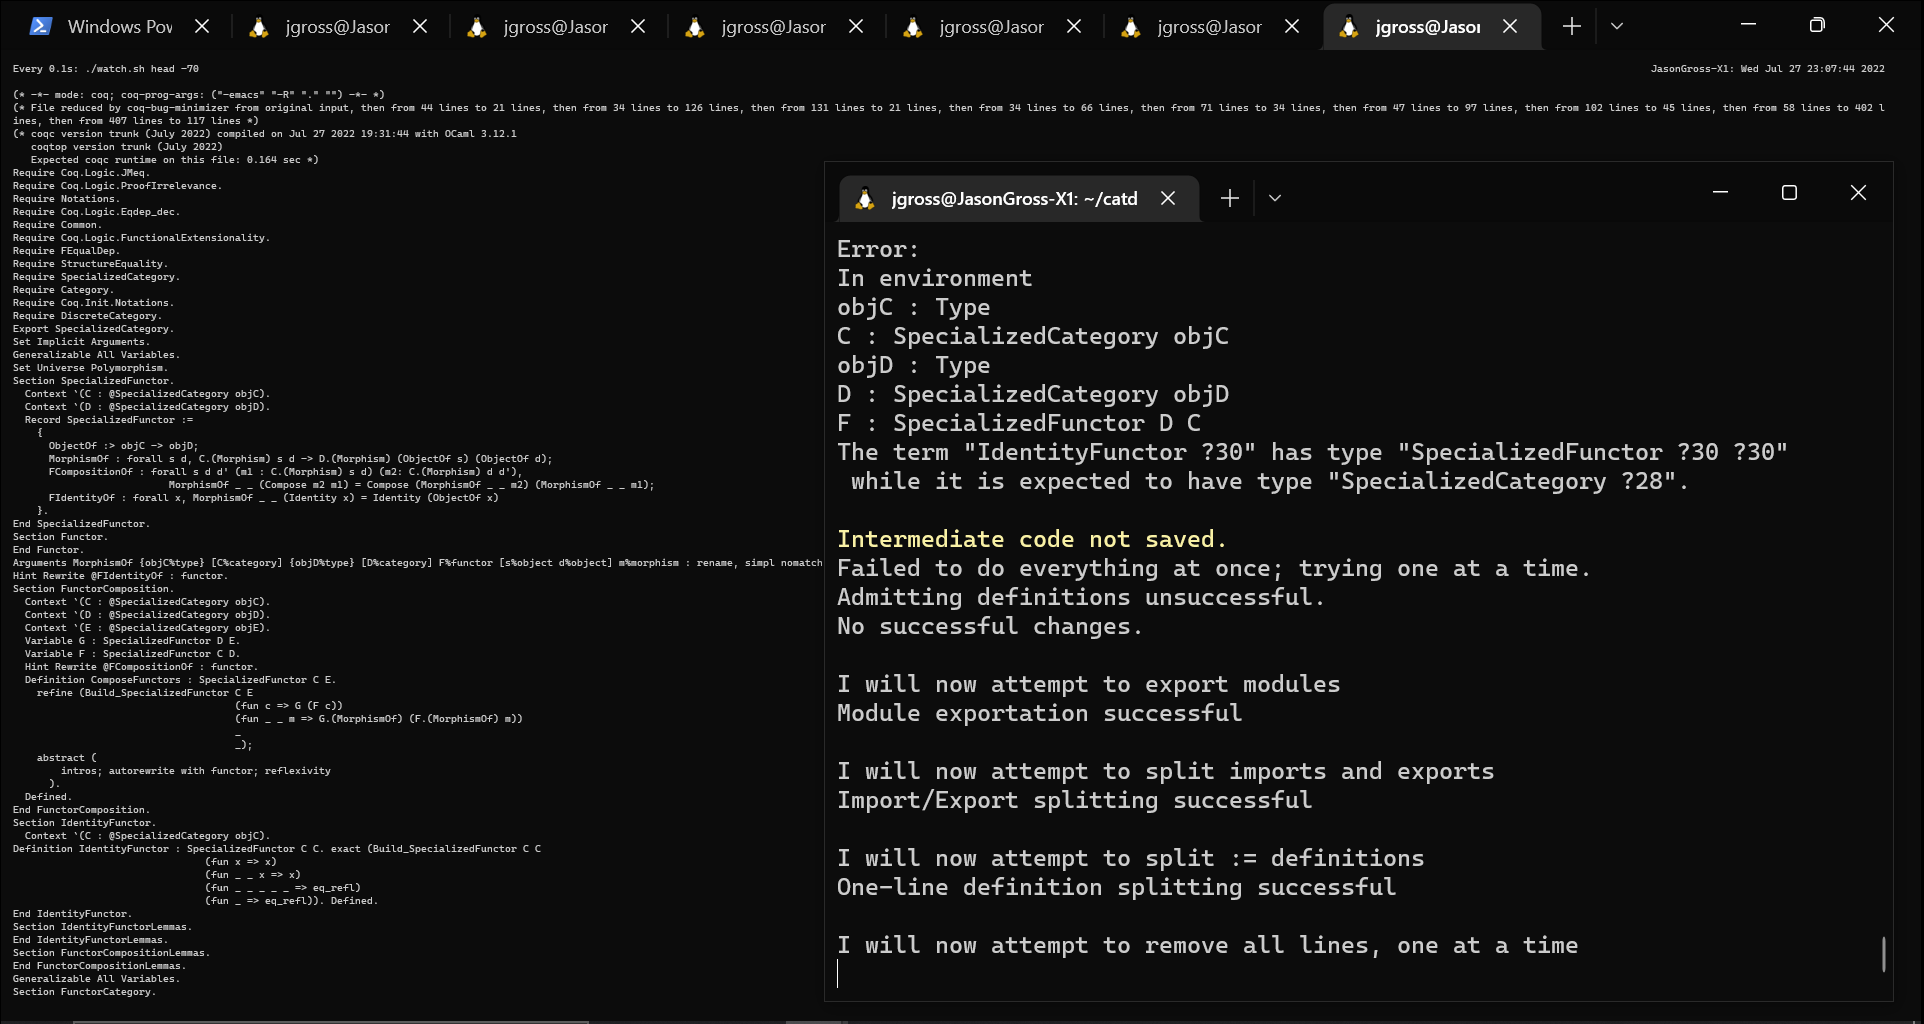 Windows Pow
jgross@Jasor
jgross@Jasor
jgross@Jasor
jgross@Jasor
jgross@Jasor
jgross@Jasor
Every 0.1s: ./watch.sh head -70 JasonGross-X1: Wed Jul 27 23:07:44 2022
(* -*- mode: coq; coq-prog-args: ("-emacs" "-R" "." "") -*- *)
(* File reduced by coq-bug-minimizer from original input, then from 44 lines to 21 lines, then from 34 lines to 126 lines, then from 131 lines to 21 lines, then from 34 lines to 66 lines, then from 71 lines to 34 lines, then from 47 lines to 97 lines, then from 102 lines to 45 lines, then from 58 lines to 402 l
ines, then from 407 lines to 117 lines *)
(* coqc version trunk (July 2022) compiled on Jul 27 2022 19:31:44 with OCaml 3.12.1
coqtop version trunk (July 2022)
Expected coqc runtime on this file: 0.164 sec *)
Require Coq.Logic.JMeq.
Require Coq.Logic.ProofIrrelevance.
Require Notations.
Require Coq.Logic.Eqdep_dec.
Require Common.
Require Coq.Logic.FunctionalExtensionality.
Require FEqualDep.
Require StructureEquality.
Require SpecializedCategory.
Require Category.
Require Coq.Init.Notations.
Require DiscreteCategory.
Export SpecializedCategory.
Set Implicit Arguments.
Generalizable All Variables.
Set Universe Polymorphism.
Section SpecializedFunctor.
Context `(C : @SpecializedCategory objC).
Context `(D : @SpecializedCategory objD).
Record SpecializedFunctor :=
{
ObjectOf :> objC -> objD;
MorphismOf : forall s d, C.(Morphism) s d -> D.(Morphism) (ObjectOf s) (ObjectOf d);
FCompositionOf : forall s d d' (m1 : C.(Morphism) s d) (m2: C.(Morphism) d d'),
MorphismOf _ _ (Compose m2 m1) = Compose (MorphismOf _ _ m2) (MorphismOf _ _ m1);
FIdentityOf : forall x, MorphismOf _ _ (Identity x) = Identity (ObjectOf x)
}.
End SpecializedFunctor.
Section Functor.
End Functor.
Arguments MorphismOf {objC%type} [C%category] {objD%type} [D%category] F%functor [s%object d%object] m%morphism : rename, simpl nomatch
Hint Rewrite @FIdentityOf : functor.
Section FunctorComposition.
Context `(C : @SpecializedCategory objC).
Context `(D : @SpecializedCategory objD).
Context `(E : @SpecializedCategory objE).
Variable G : SpecializedFunctor D E.
Variable F : SpecializedFunctor C D.
Hint Rewrite @FCompositionOf : functor.
Definition ComposeFunctors : SpecializedFunctor C E.
refine (Build_SpecializedFunctor C E
(fun c => G (F c))
(fun _ _ m => G.(MorphismOf) (F.(MorphismOf) m))
_
_);
abstract (
intros; autorewrite with functor; reflexivity
).
Defined.
End FunctorComposition.
Section IdentityFunctor.
Context `(C : @SpecializedCategory objC).
Definition IdentityFunctor : SpecializedFunctor C C. exact (Build_SpecializedFunctor C C
(fun x => x)
(fun _ _ x => x)
(fun _ _ _ _ _ => eq_refl)
(fun _ => eq_refl)). Defined.
End IdentityFunctor.
Section IdentityFunctorLemmas.
End IdentityFunctorLemmas.
Section FunctorCompositionLemmas.
End FunctorCompositionLemmas.
Generalizable All Variables.
Section FunctorCategory.
jgross@JasonGross-X1: ~/catd
Error:
In environment
objC : Type
C : SpecializedCategory objC
objD : Type
D : SpecializedCategory objD
F : SpecializedFunctor D C
The term "IdentityFunctor ?30" has type "SpecializedFunctor ?30 ?30"
while it is expected to have type "SpecializedCategory ?28".
Intermediate code not saved.
Failed to do everything at once; trying one at a time.
Admitting definitions unsuccessful.
No successful changes.
I will now attempt to export modules
Module exportation successful
I will now attempt to split imports and exports
Import/Export splitting successful
I will now attempt to split := definitions
One-line definition splitting successful
I will now attempt to remove all lines, one at a time